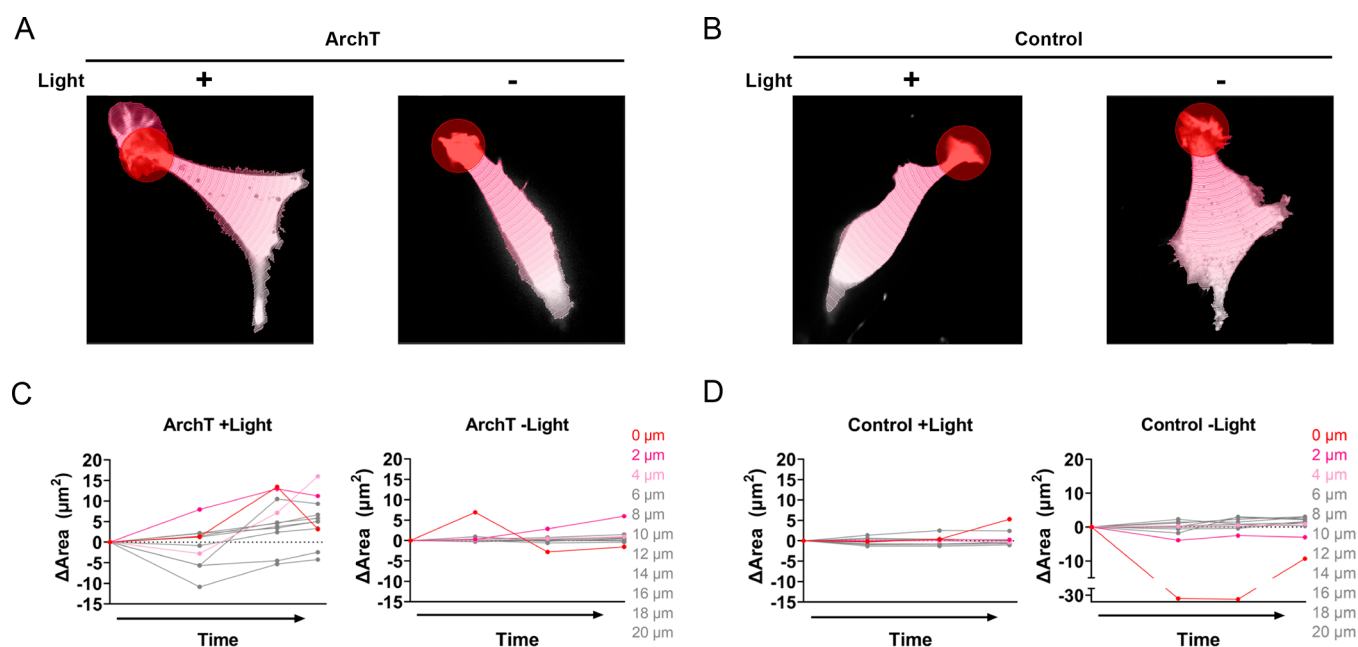 A
ArchT
Light + -
B
Control
Light + -
C
ArchT +Light
20
15
10
5
0
-5
-10
-15
ΔArea (μm²)
Time
ArchT -Light
20
15
10
5
0
-5
-10
-15
ΔArea (μm²)
Time
0 μm
2 μm
4 μm
6 μm
8 μm
10 μm
12 μm
14 μm
16 μm
18 μm
20 μm
D
Control +Light
20
15
10
5
0
-5
-10
-15
ΔArea (μm²)
Time
Control -Light
20
10
0
-10
-30
ΔArea (μm²)
Time
0 μm
2 μm
4 μm
6 μm
8 μm
10 μm
12 μm
14 μm
16 μm
18 μm
20 μm